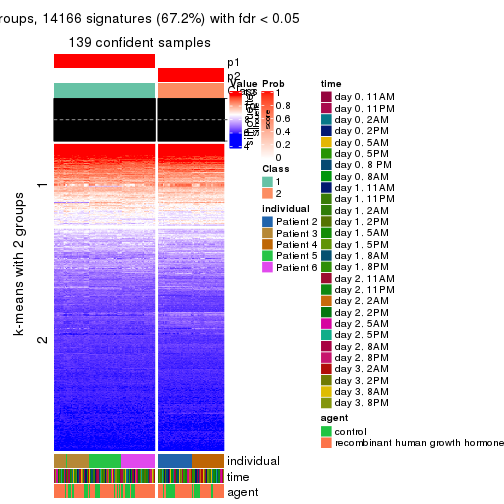 roups, 14166 signatures (67.2%) with fdr < 0.05
139 confident samples
p1
p2
Class
Value
Prob
1
0.8
0.6
0.4
0.2
0
4
silhouette
score
Class
1
2
individual
Patient 2
Patient 3
Patient 4
Patient 5
Patient 6
time
day 0. 11AM
day 0. 11PM
day 0. 2AM
day 0. 2PM
day 0. 5AM
day 0. 5PM
day 0. 8 PM
day 0. 8AM
day 1. 11AM
day 1. 11PM
day 1. 2AM
day 1. 2PM
day 1. 5AM
day 1. 5PM
day 1. 8AM
day 1. 8PM
day 2. 11AM
day 2. 11PM
day 2. 2AM
day 2. 2PM
day 2. 5AM
day 2. 5PM
day 2. 8AM
day 2. 8PM
day 3. 2AM
day 3. 2PM
day 3. 8AM
day 3. 8PM
agent
control
recombinant human growth hormone
k-means with 2 groups
1
2
individual
time
agent